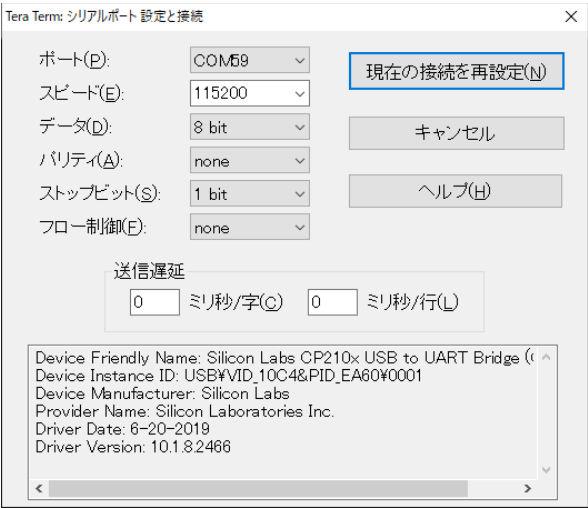 Tera Term: シリアルポート 設定と接続
ポート(P): COM59
現在の接続を再設定(N)
スピード(E): 115200
データ(D): 8 bit
キャンセル
パリティ(A): none
ストップビット(S): 1 bit
ヘルプ(H)
フロー制御(F): none
送信遅延
0 ミリ秒/字(C) 0 ミリ秒/行(L)
Device Friendly Name: Silicon Labs CP210x USB to UART Bridge (
Device Instance ID: USB¥VID_10C4&PID_EA60¥0001
Device Manufacturer: Silicon Labs
Provider Name: Silicon Laboratories Inc.
Driver Date: 6-20-2019
Driver Version: 10.1.8.2466